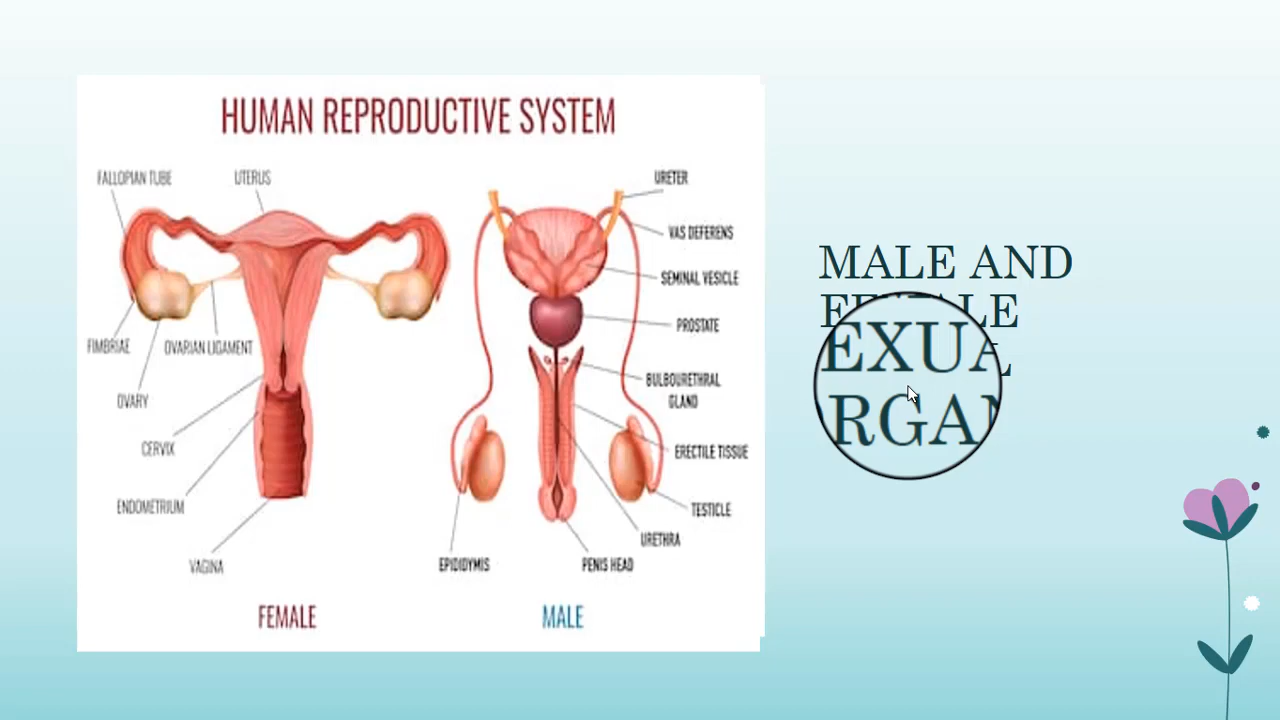 HUMAN REPRODUCTIVE SYSTEM
FALLOPIAN TUBE
UTERUS
FIMBRIAE
OVARIAN LIGAMENT
OVARY
CERVIX
ENDOMETRIUM
VAGINA
FEMALE
URETER
VAS DEFERENS
SEMINAL VESICLE
PROSTATE
BULBOURETHRAL
GLAND
ERECTILE TISSUE
TESTICLE
URETHRA
PENIS HEAD
EPIDIDYMIS
MALE
MALE AND